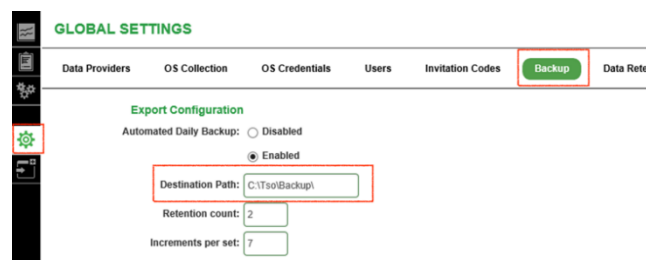 GLOBAL SETTINGS
Data Providers OS Collection OS Credentials Users Invitation Codes Backup Data Rete
Export Configuration
Automated Daily Backup: Disabled
Enabled
Destination Path: C:\Tso\Backup\
Retention count: 2
Increments per set: 7